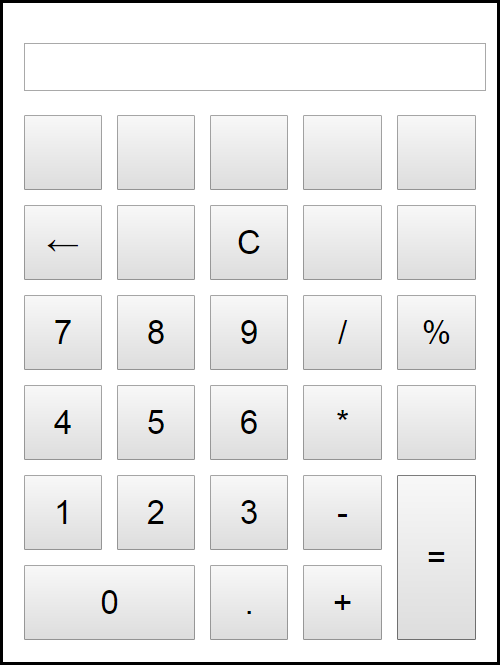 ← C
7 8 9 / %
4 5 6 *
1 2 3 - =
0 . +